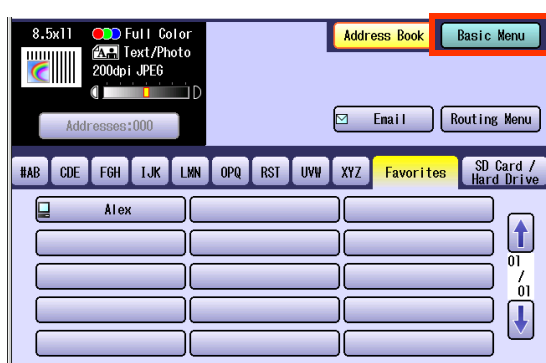 8.5x11 Full Color
A Text/Photo
200dpi JPEG
D
Addresses:000
Address Book
Basic Menu
Email
Routing Menu
#AB CDE FGH IJK LMN OPQ RST UVW XYZ Favorites SD Card / Hard Drive
Alex
01
/
01